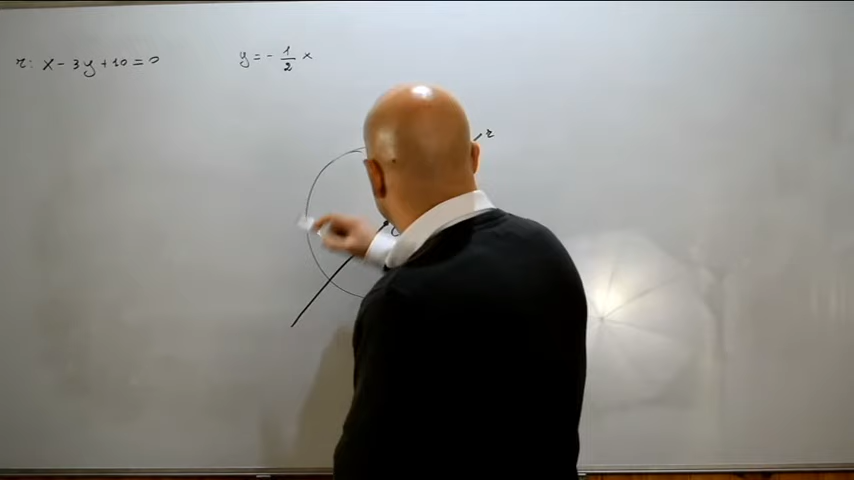 r: x - 3y + 10 = 0
y = - 1/2 x
r
C